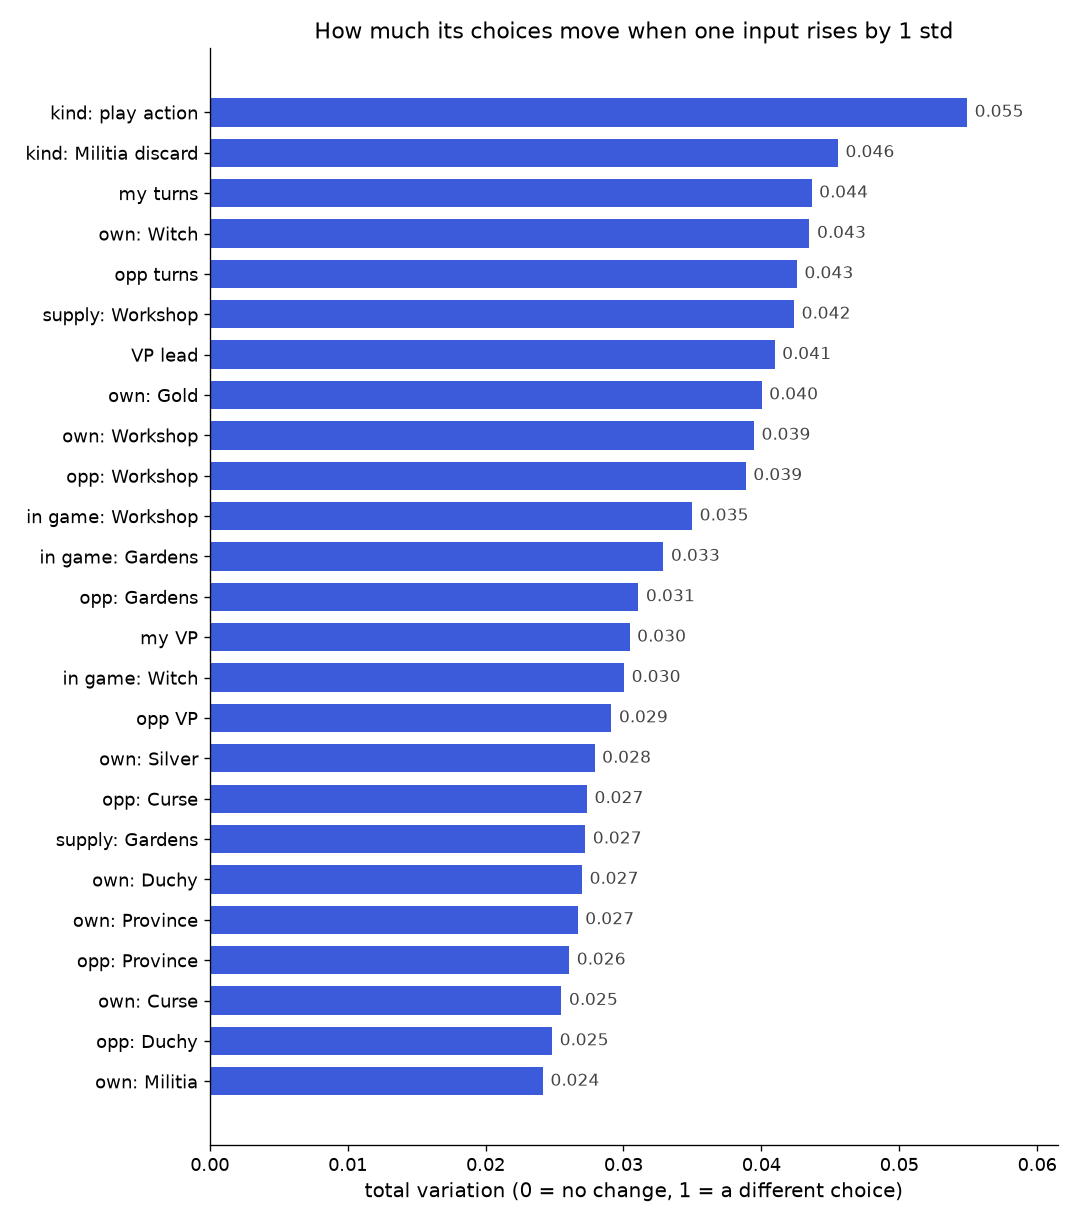 How much its choices move when one input rises by 1 std
kind: play action 0.055
kind: Militia discard 0.046
my turns 0.044
own: Witch 0.043
opp turns 0.043
supply: Workshop 0.042
VP lead 0.041
own: Gold 0.040
own: Workshop 0.039
opp: Workshop 0.039
in game: Workshop 0.035
in game: Gardens 0.033
opp: Gardens 0.031
my VP 0.030
in game: Witch 0.030
opp VP 0.029
own: Silver 0.028
opp: Curse 0.027
supply: Gardens 0.027
own: Duchy 0.027
own: Province 0.027
opp: Province 0.026
own: Curse 0.025
opp: Duchy 0.025
own: Militia 0.024
0.00 0.01 0.02 0.03 0.04 0.05 0.06
total variation (0 = no change, 1 = a different choice)